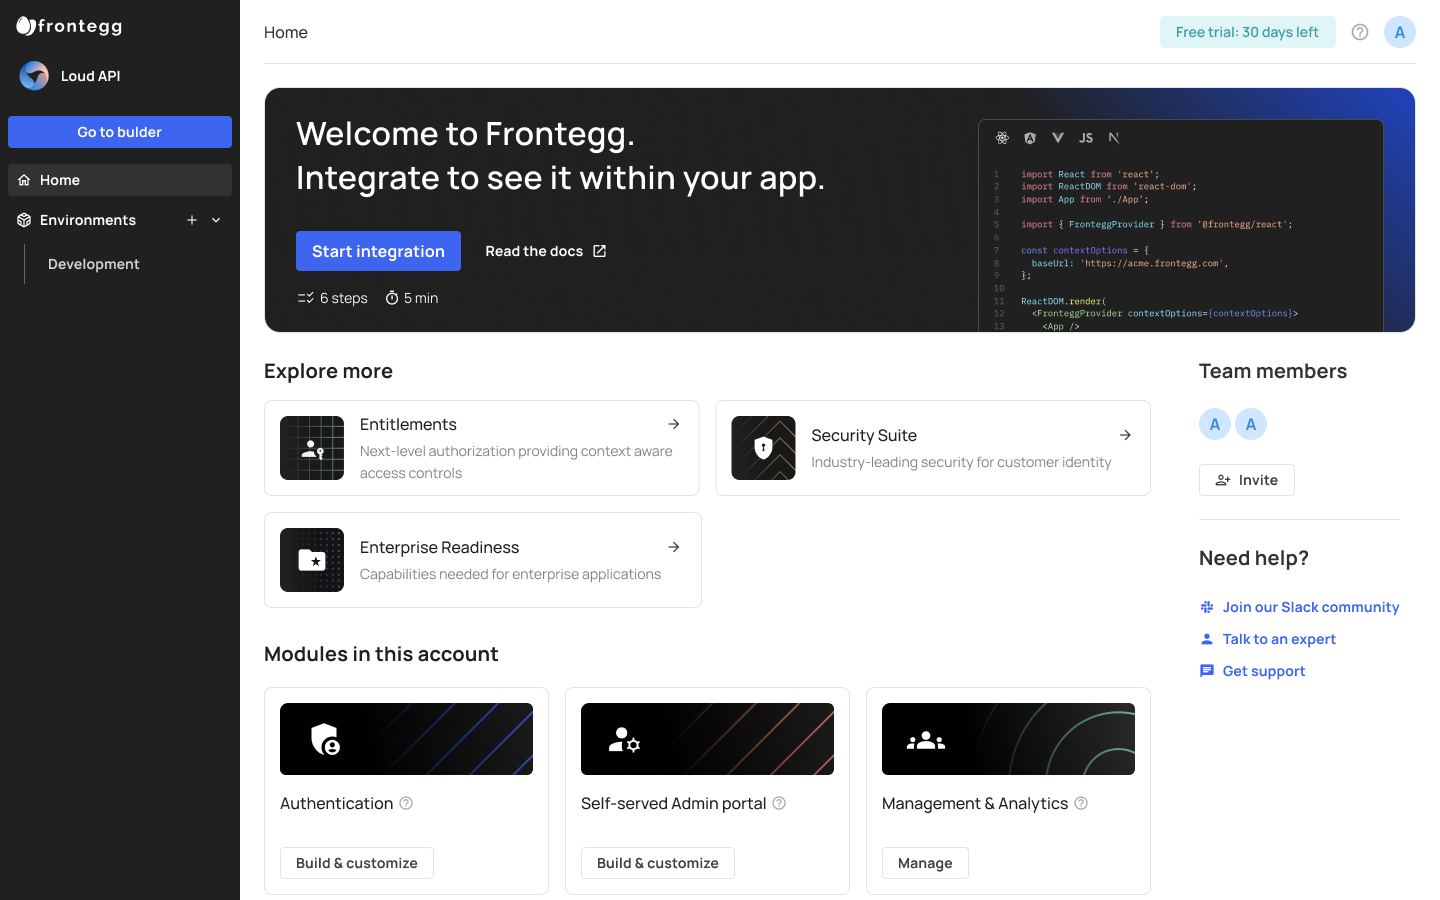 frontegg
Loud API
Go to bulder
Home
Environments
Development
Home
Free trial: 30 days left
A
Welcome to Frontegg.
Integrate to see it within your app.
Start integration
Read the docs
6 steps
5 min
JS
1 import React from 'react';
2 import ReactDOM from 'react-dom';
3 import App from './App';
4
5 import { FronteggProvider } from '@frontegg/react';
6
7 const contextOptions = {
8 baseUrl: 'https://acme.frontegg.com',
9 };
10
11 ReactDOM.render(
12 <FronteggProvider contextOptions={contextOptions}>
13 <App />
Explore more
Entitlements
Next-level authorization providing context aware
access controls
Security Suite
Industry-leading security for customer identity
Enterprise Readiness
Capabilities needed for enterprise applications
Modules in this account
Authentication
Build & customize
Self-served Admin portal
Build & customize
Management & Analytics
Manage
Team members
A A
Invite
Need help?
Join our Slack community
Talk to an expert
Get support